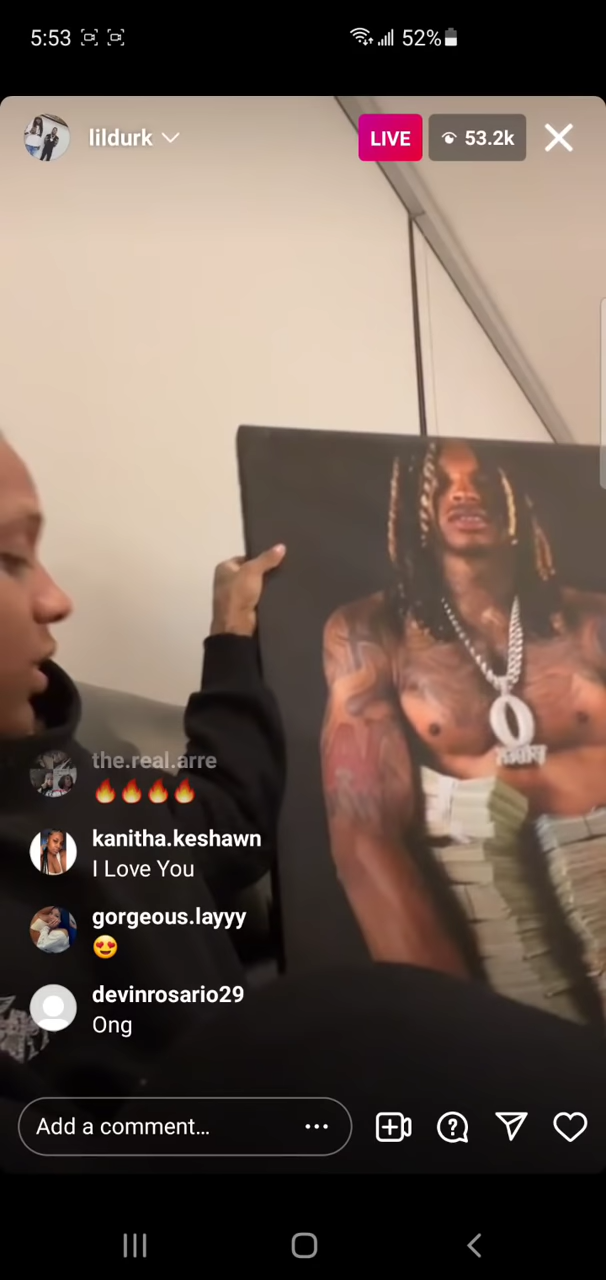 5:53 52%
lildurk LIVE 53.2k
the.real.arre
🔥🔥🔥🔥
kanitha.keshawn
I Love You
gorgeous.layyy
😍
devinrosario29
Ong
Add a comment...